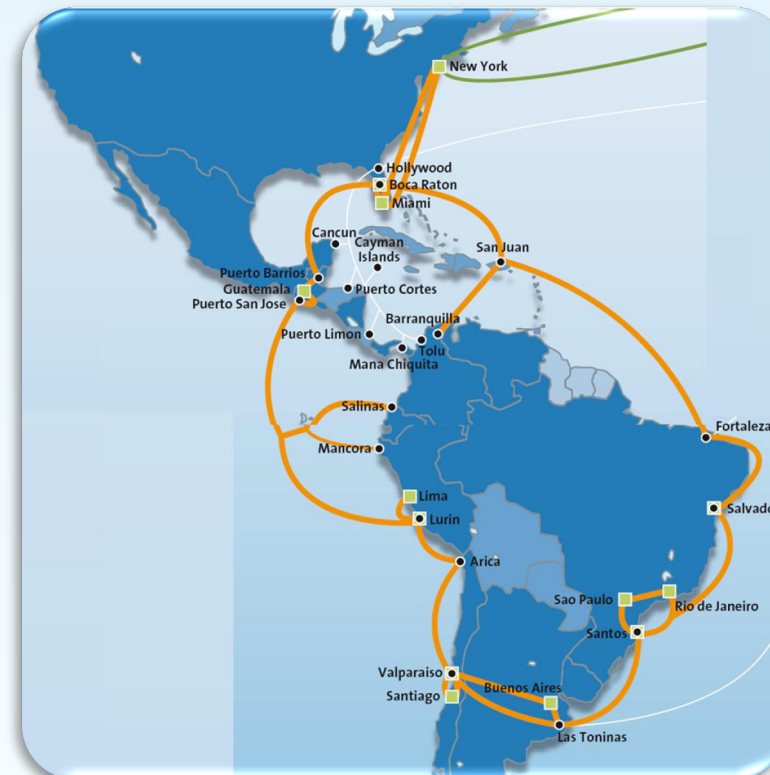 New York
Hollywood
Boca Raton
Miami
Cancun
Cayman
Islands
San Juan
Puerto Barrios
Guatemala
Puerto San Jose
Puerto Cortes
Barranquilla
Puerto Limon
Tolu
Mana Chiquita
Salinas
Fortaleza
Mancora
Lima
Salvado
Lurin
Arica
Sao Paulo
Rio de Janeiro
Santos
Valparaiso
Buenos Aires
Santiago
Las Toninas